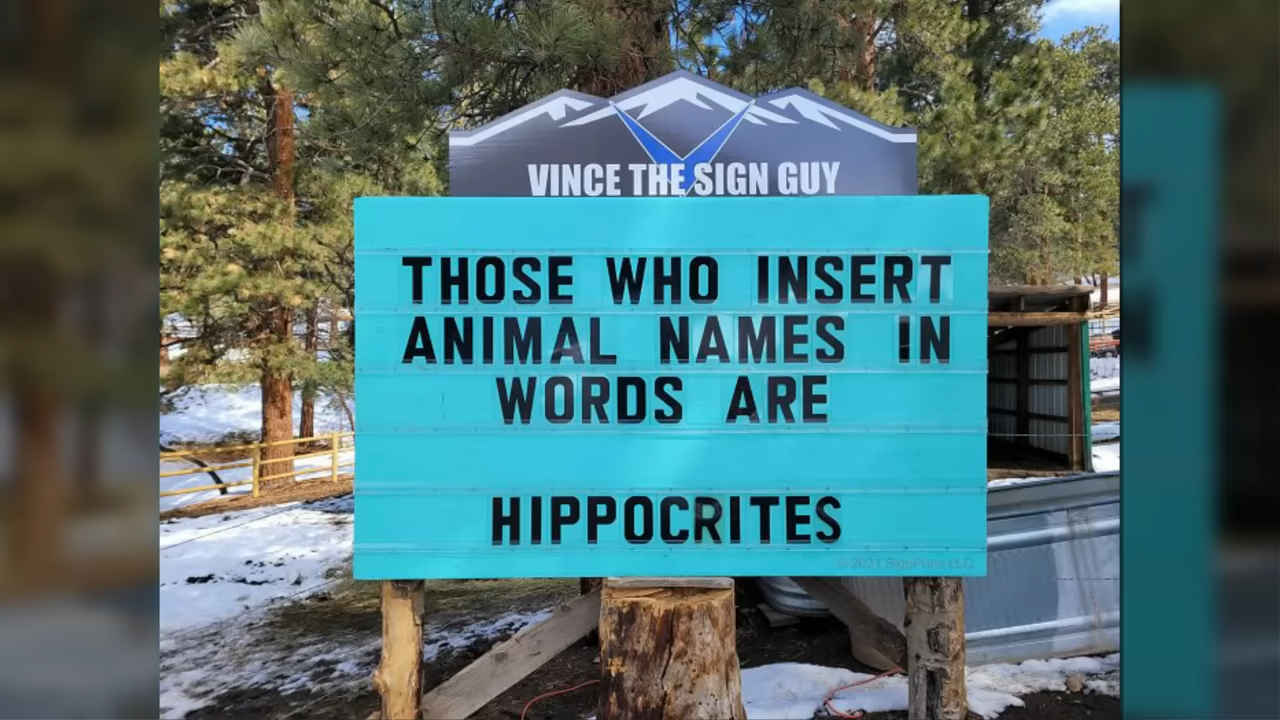 VINCE THE SIGN GUY
THOSE WHO INSERT
ANIMAL NAMES IN
WORDS ARE
HIPPOCRITES
© 2021 SignPuns LLC